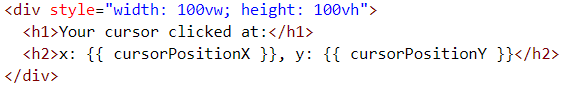 <div style="width: 100vw; height: 100vh">
  <h1>Your cursor clicked at:</h1>
  <h2>x: {{ cursorPositionX }}, y: {{ cursorPositionY }}</h2>
</div>